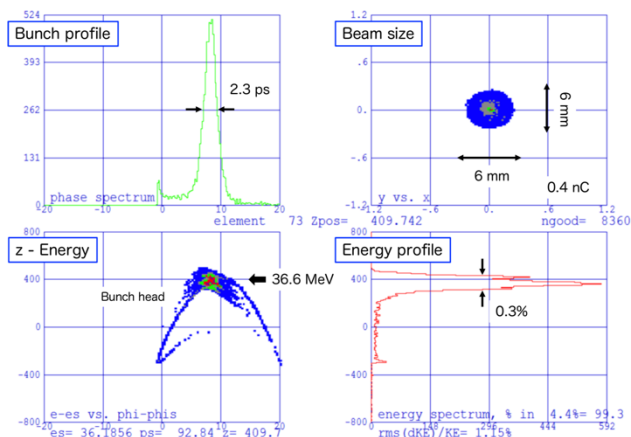 Bunch profile
524
393
262
131
0
2.3 ps
phase spectrum
-20 -10 0 10 20
Beam size
1.2
.6
0.
-.6
-1.2
6 mm
6 mm
0.4 nC
y vs. x
-1.2 -.6 0. .6 1.2
element 73 Zpos= 409.742 ngood= 8360
z - Energy
800
400
0
-400
-800
Bunch head
36.6 MeV
e-es vs. phi-phis
-20 -10 0 10 20
es= 36.1856 ps= 92.84 z= 409.7
Energy profile
800
400
0
-400
-800
0.3%
energy spectrum, % in 4.4%= 99.3
0 148 296 444 592
rms(dKE)/KE= 1.15%